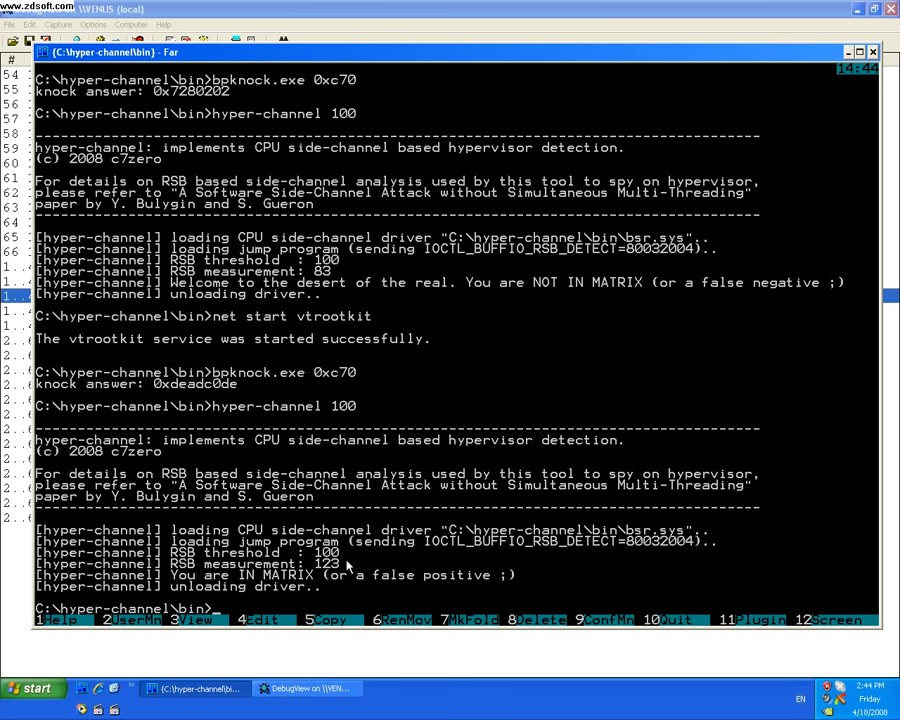 www.zdsoft.com
\\VENUS (local)
File Edit Capture Options Computer Help
#
{C:\hyper-channel\bin} - Far
14:44
C:\hyper-channel\bin>bpknock.exe 0xc70
knock answer: 0x7280202
C:\hyper-channel\bin>hyper-channel 100
--------------------------------------------------------------------------------
hyper-channel: implements CPU side-channel based hypervisor detection.
(c) 2008 c7zero
For details on RSB based side-channel analysis used by this tool to spy on hypervisor,
please refer to "A Software Side-Channel Attack without Simultaneous Multi-Threading"
paper by Y. Bulygin and S. Gueron
--------------------------------------------------------------------------------
[hyper-channel] loading CPU side-channel driver "C:\hyper-channel\bin\bsr.sys"..
[hyper-channel] loading jump program (sending IOCTL_BUFFIO_RSB_DETECT=80032004)..
[hyper-channel] RSB threshold  : 100
[hyper-channel] RSB measurement: 83
[hyper-channel] Welcome to the desert of the real. You are NOT IN MATRIX (or a false negative ;)
[hyper-channel] unloading driver..
C:\hyper-channel\bin>net start vtrootkit
The vtrootkit service was started successfully.
C:\hyper-channel\bin>bpknock.exe 0xc70
knock answer: 0xdeadc0de
C:\hyper-channel\bin>hyper-channel 100
--------------------------------------------------------------------------------
hyper-channel: implements CPU side-channel based hypervisor detection.
(c) 2008 c7zero
For details on RSB based side-channel analysis used by this tool to spy on hypervisor,
please refer to "A Software Side-Channel Attack without Simultaneous Multi-Threading"
paper by Y. Bulygin and S. Gueron
--------------------------------------------------------------------------------
[hyper-channel] loading CPU side-channel driver "C:\hyper-channel\bin\bsr.sys"..
[hyper-channel] loading jump program (sending IOCTL_BUFFIO_RSB_DETECT=80032004)..
[hyper-channel] RSB threshold  : 100
[hyper-channel] RSB measurement: 123
[hyper-channel] You are IN MATRIX (or a false positive ;)
[hyper-channel] unloading driver..
C:\hyper-channel\bin>_
1Help 2UserMn 3View 4Edit 5Copy 6RenMov 7MkFold 8Delete 9ConfMn 10Quit 11Plugin 12Screen
54
55
56
57
58
59
60
61
62
63
64
65
66
1..
1..
1..
1..
2..
2..
2..
2..
2..
2..
2..
2..
2..
2..
start
{C:\hyper-channel\bi...
DebugView on \\VEN...
EN
2:44 PM
Friday
4/18/2008